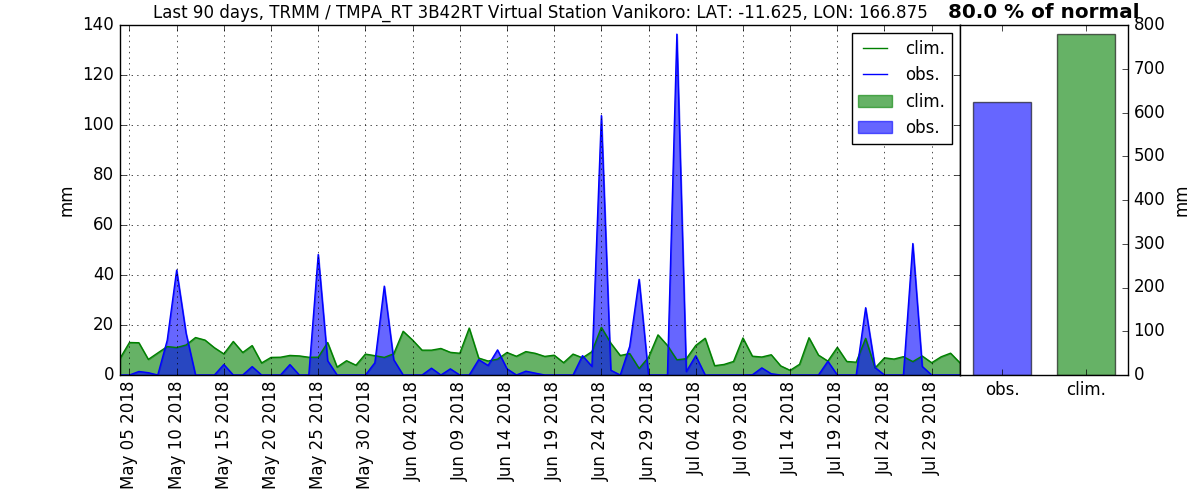 Last 90 days, TRMM / TMPA_RT 3B42RT Virtual Station Vanikoro: LAT: -11.625, LON: 166.875
80.0 % of normal
140
120
100
80
60
40
20
0
mm
clim.
obs.
clim.
obs.
800
700
600
500
400
300
200
100
0
mm
May 05 2018
May 10 2018
May 15 2018
May 20 2018
May 25 2018
May 30 2018
Jun 04 2018
Jun 09 2018
Jun 14 2018
Jun 19 2018
Jun 24 2018
Jun 29 2018
Jul 04 2018
Jul 09 2018
Jul 14 2018
Jul 19 2018
Jul 24 2018
Jul 29 2018
obs.
clim.